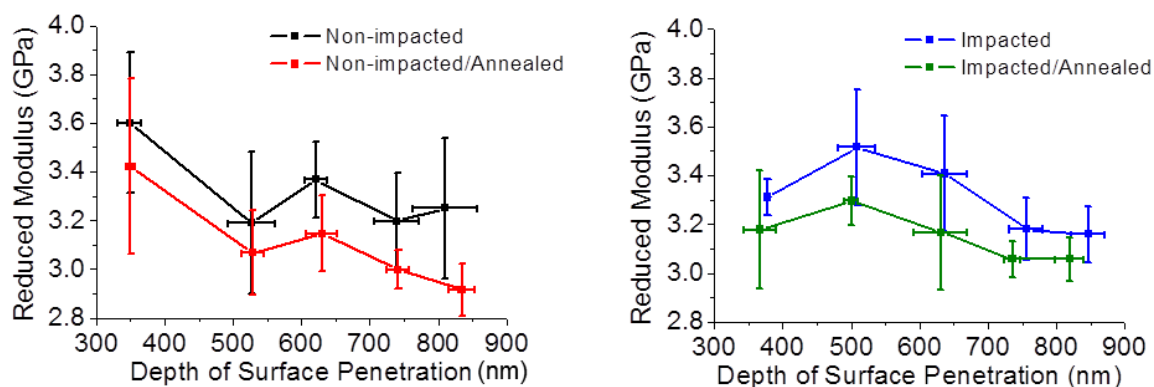 4.0
3.8
3.6
3.4
3.2
3.0
2.8
Reduced Modulus (GPa)
Non-impacted
Non-impacted/Annealed
300 400 500 600 700 800 900
Depth of Surface Penetration (nm)
4.0
3.8
3.6
3.4
3.2
3.0
2.8
Reduced Modulus (GPa)
Impacted
Impacted/Annealed
300 400 500 600 700 800 900
Depth of Surface Penetration (nm)